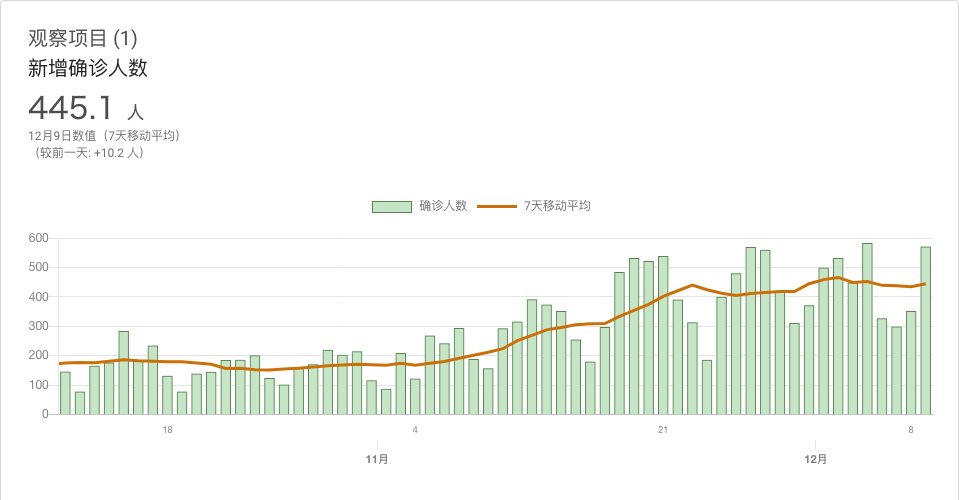 观察项目 (1)
新增确诊人数
445.1 人
12月9日数值（7天移动平均）
（较前一天: +10.2 人）
确诊人数 7天移动平均
600
500
400
300
200
100
0
18 4 21 8
11月 12月